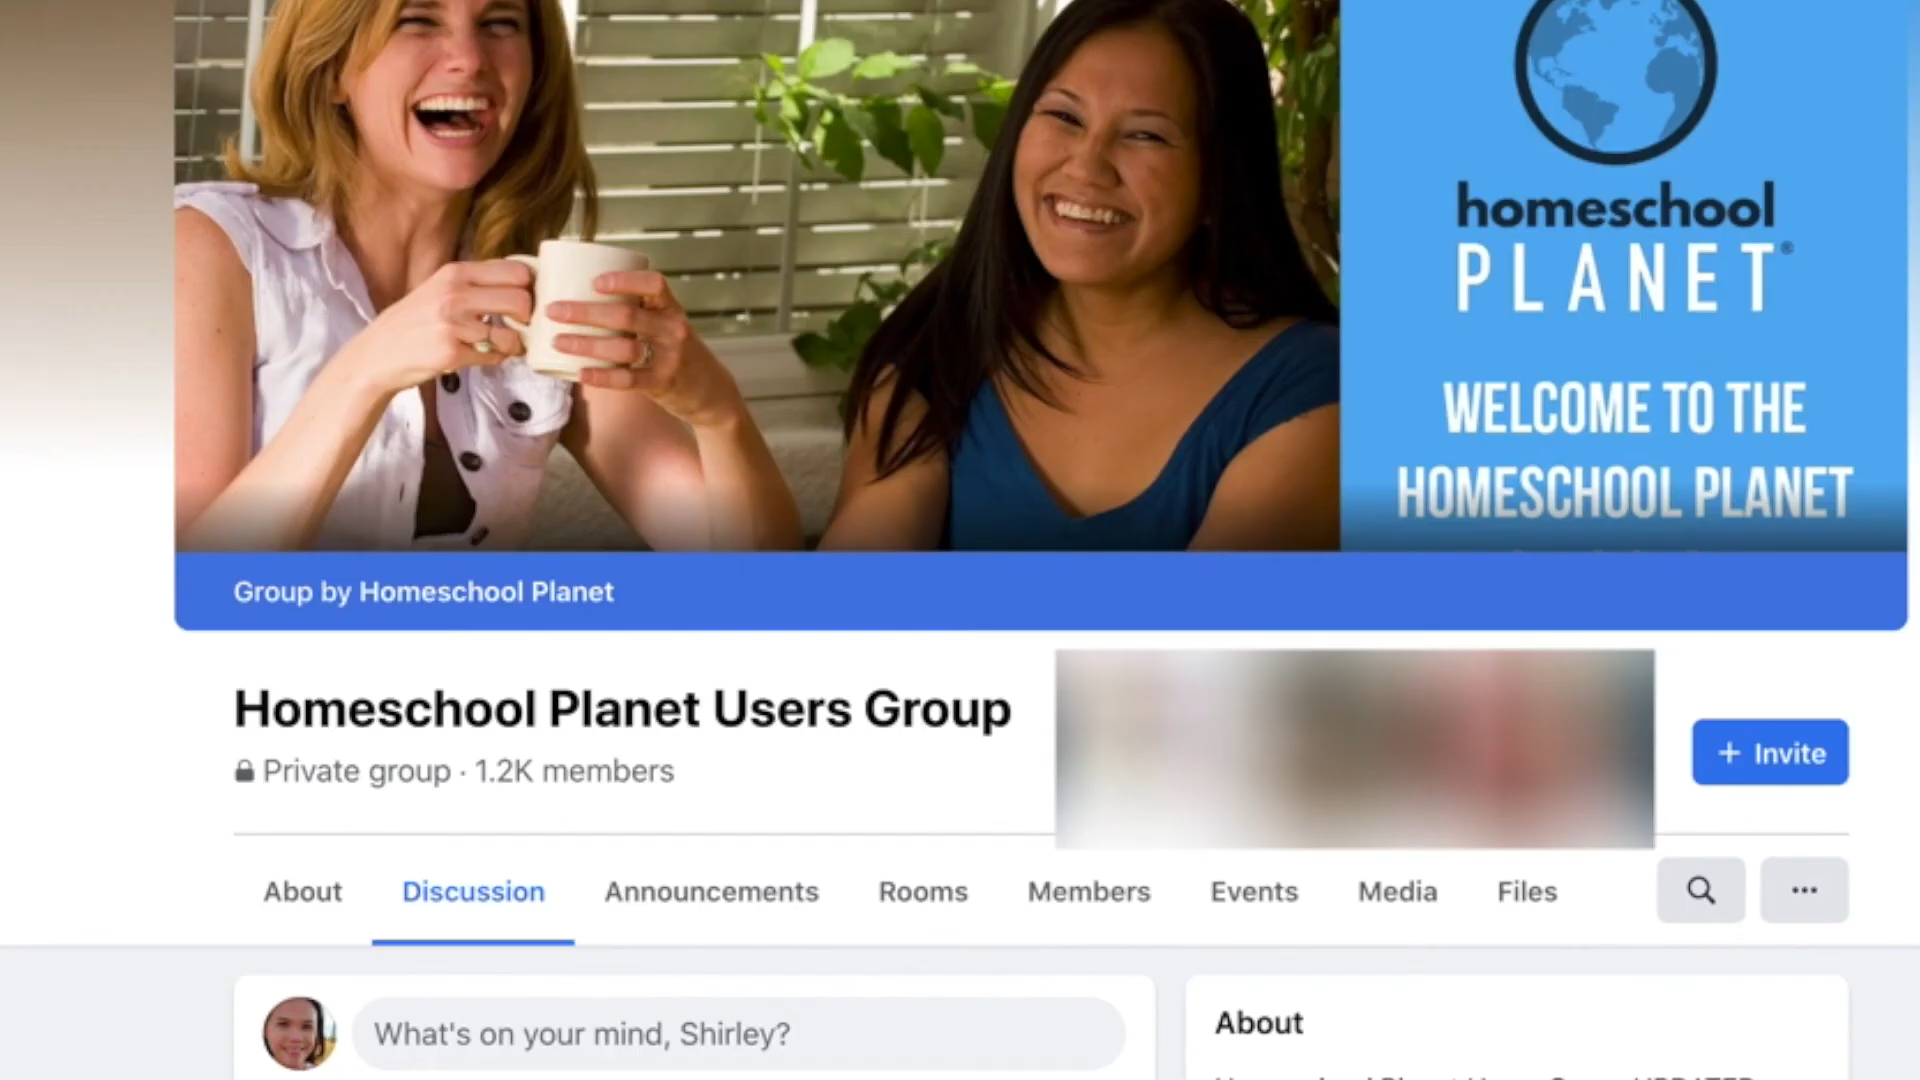 homeschool
PLANET®
WELCOME TO THE
HOMESCHOOL PLANET
Group by Homeschool Planet
Homeschool Planet Users Group
Private group · 1.2K members
+ Invite
About
Discussion
Announcements
Rooms
Members
Events
Media
Files
What's on your mind, Shirley?
About